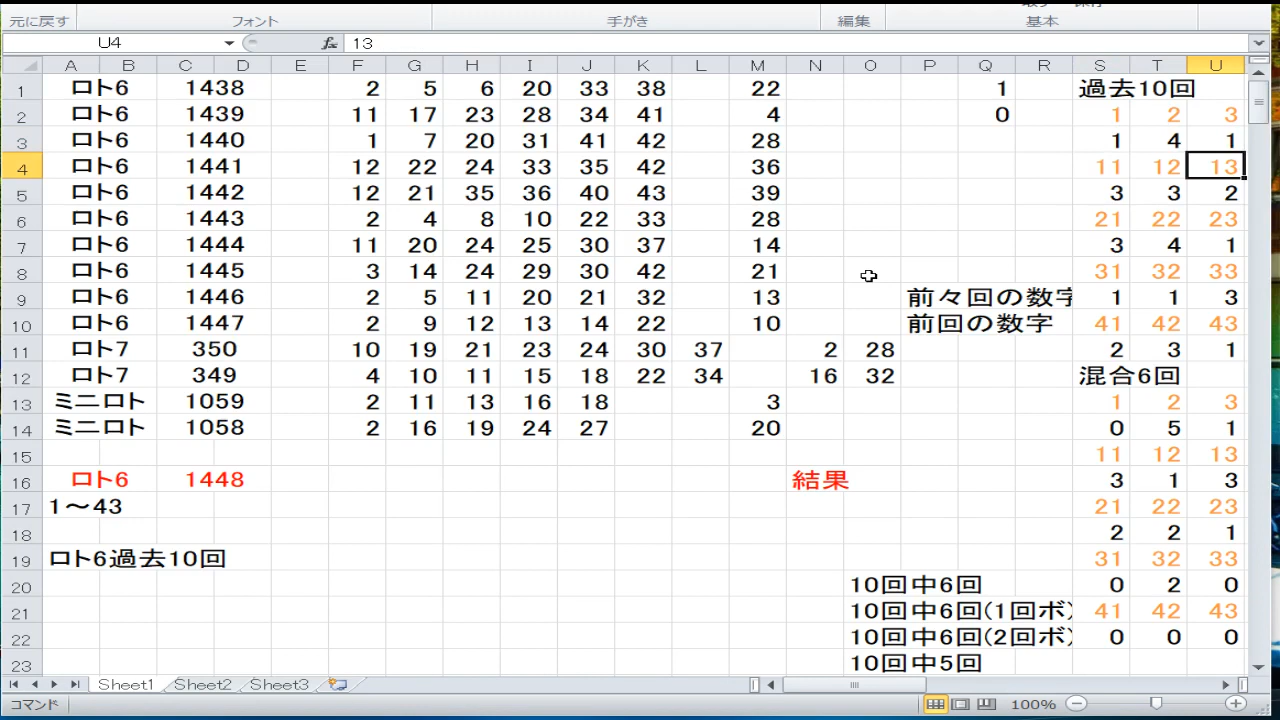 元に戻す フォント 手がき 編集 基本
U4 fx 13
A B C D E F G H I J K L M N O P Q R S T U
1 ロト6 1438 2 5 6 20 33 38 22 1 過去10回
2 ロト6 1439 11 17 23 28 34 41 4 0 1 2 3
3 ロト6 1440 1 7 20 31 41 42 28 1 4 1
4 ロト6 1441 12 22 24 33 35 42 36 11 12 13
5 ロト6 1442 12 21 35 36 40 43 39 3 3 2
6 ロト6 1443 2 4 8 10 22 33 28 21 22 23
7 ロト6 1444 11 20 24 25 30 37 14 3 4 1
8 ロト6 1445 3 14 24 29 30 42 21 31 32 33
9 ロト6 1446 2 5 11 20 21 32 13 前々回の数字 1 1 3
10 ロト6 1447 2 9 12 13 14 22 10 前回の数字 41 42 43
11 ロト7 350 10 19 21 23 24 30 37 2 28 2 3 1
12 ロト7 349 4 10 11 15 18 22 34 16 32 混合6回
13 ミニロト 1059 2 11 13 16 18 3 1 2 3
14 ミニロト 1058 2 16 19 24 27 20 0 5 1
15 11 12 13
16 ロト6 1448 結果 3 1 3
17 1～43 21 22 23
18 2 2 1
19 ロト6過去10回 31 32 33
20 10回中6回 0 2 0
21 10回中6回(1回ボ) 41 42 43
22 10回中6回(2回ボ) 0 0 0
23 10回中5回
Sheet1 Sheet2 Sheet3
コマンド 100%